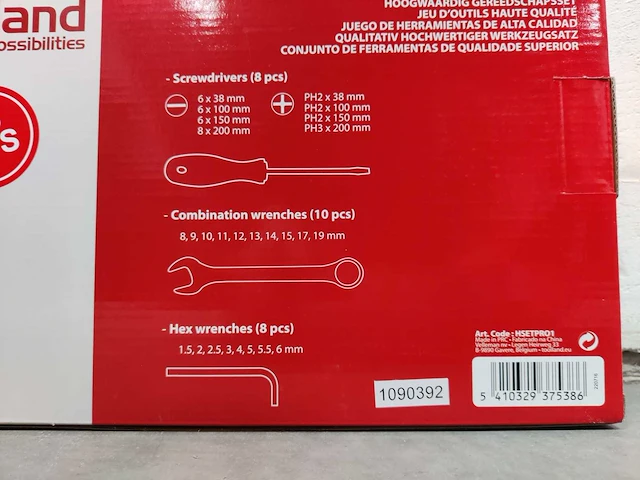 and
ossibilities
's
HOOGWAARDIG GEREEDSCHAPSSET
JEU D'OUTILS HAUTE QUALITÉ
JUEGO DE HERRAMIENTAS DE ALTA CALIDAD
QUALITATIV HOCHWERTIGER WERKZEUGSATZ
CONJUNTO DE FERRAMENTAS DE QUALIDADE SUPERIOR
- Screwdrivers (8 pcs)
6 x 38 mm
6 x 100 mm
6 x 150 mm
8 x 200 mm
PH2 x 38 mm
PH2 x 100 mm
PH2 x 150 mm
PH3 x 200 mm
- Combination wrenches (10 pcs)
8, 9, 10, 11, 12, 13, 14, 15, 17, 19 mm
- Hex wrenches (8 pcs)
1.5, 2, 2.5, 3, 4, 5, 5.5, 6 mm
Art. Code : HSETPRO1
Made in PRC - Fabricado na China
Velleman nv - Legen Heirweg 33
B-9890 Gavere, Belgium - toolland.eu
1090392
5 410329 375386